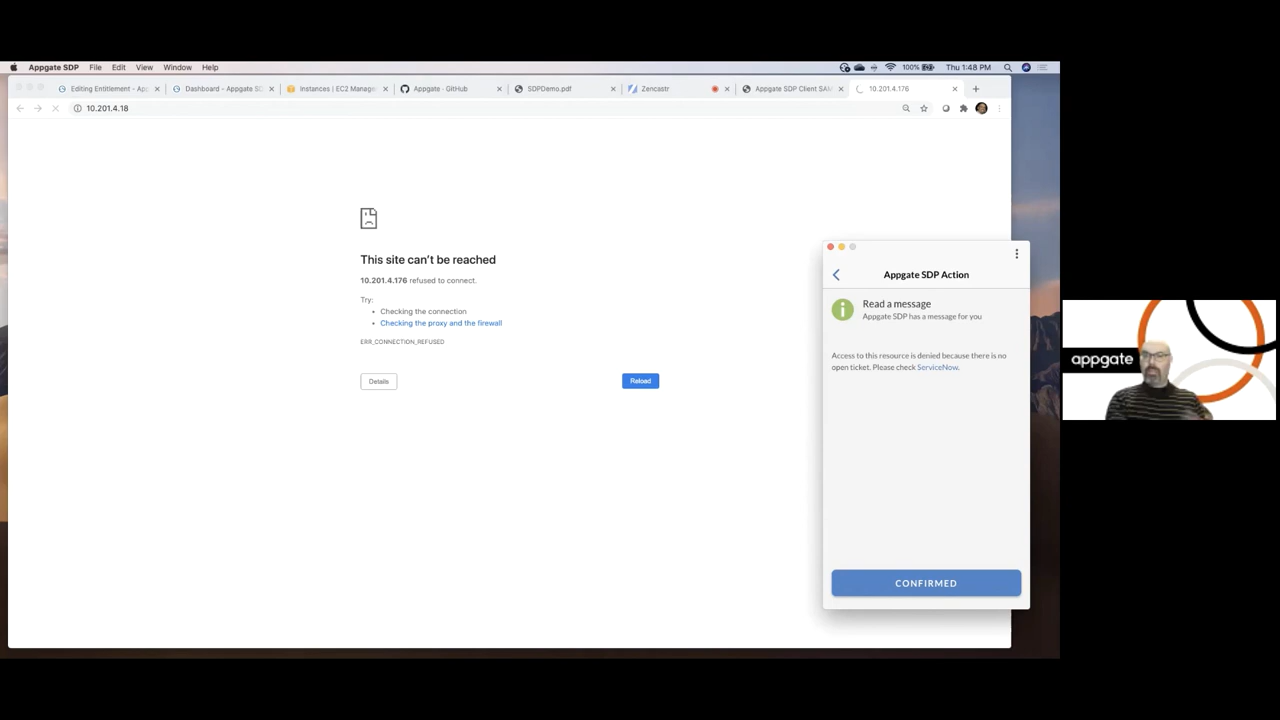 Appgate SDP File Edit View Window Help 100% Thu 1:48 PM
Editing Entitlement - App Dashboard - Appgate SD Instances | EC2 Manage Appgate · GitHub SDPDemo.pdf Zencastr Appgate SDP Client SAM 10.201.4.176
10.201.4.18
This site can't be reached
10.201.4.176 refused to connect.
Try:
• Checking the connection
• Checking the proxy and the firewall
ERR_CONNECTION_REFUSED
Details Reload
Appgate SDP Action
Read a message
Appgate SDP has a message for you
Access to this resource is denied because there is no
open ticket. Please check ServiceNow.
CONFIRMED
appgate